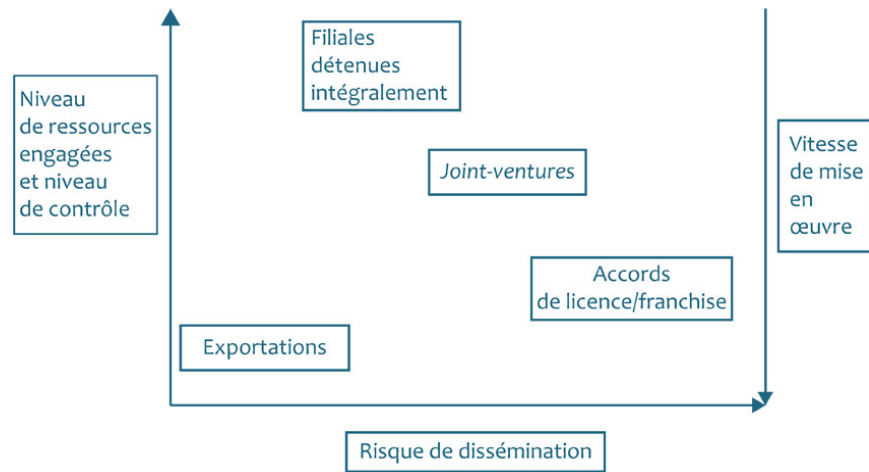 Filiales
détenues
intégralement
Niveau
de ressources
engagées
et niveau
de contrôle
Joint-ventures
Vitesse
de mise
en
œuvre
Accords
de licence/franchise
Exportations
Risque de dissémination